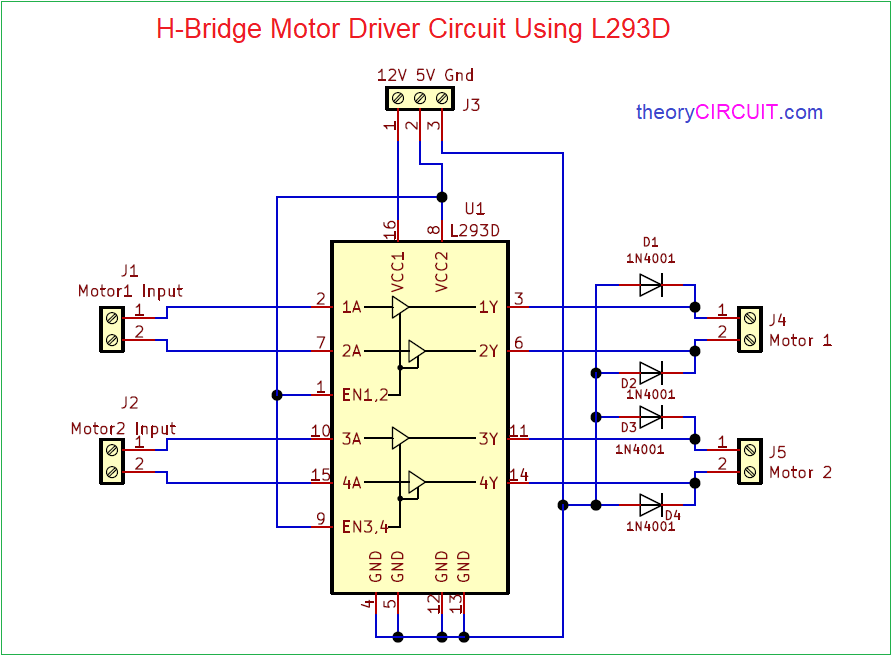 H-Bridge Motor Driver Circuit Using L293D
12V 5V Gnd
J3
theoryCIRCUIT.com
1 2 3
U1
L293D
16 8
VCC1 VCC2
D1
1N4001
J1
Motor1 Input
1
2
2 1A 1Y 3
7 2A 2Y 6
1 EN1,2
1
2
J4
Motor 1
D2
1N4001
J2
Motor2 Input
1
2
D3
1N4001
10 3A 3Y 11
15 4A 4Y 14
9 EN3,4
1
2
J5
Motor 2
D4
1N4001
GND GND GND GND
4 5 12 13